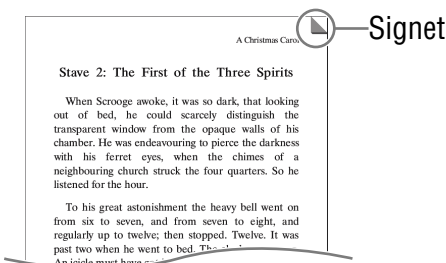 A Christmas Carol
Signet
Stave 2: The First of the Three Spirits
When Scrooge awoke, it was so dark, that looking
out of bed, he could scarcely distinguish the
transparent window from the opaque walls of his
chamber. He was endeavouring to pierce the darkness
with his ferret eyes, when the chimes of a
neighbouring church struck the four quarters. So he
listened for the hour.
To his great astonishment the heavy bell went on
from six to seven, and from seven to eight, and
regularly up to twelve; then stopped. Twelve. It was
past two when he went to bed. The
An icicle must have